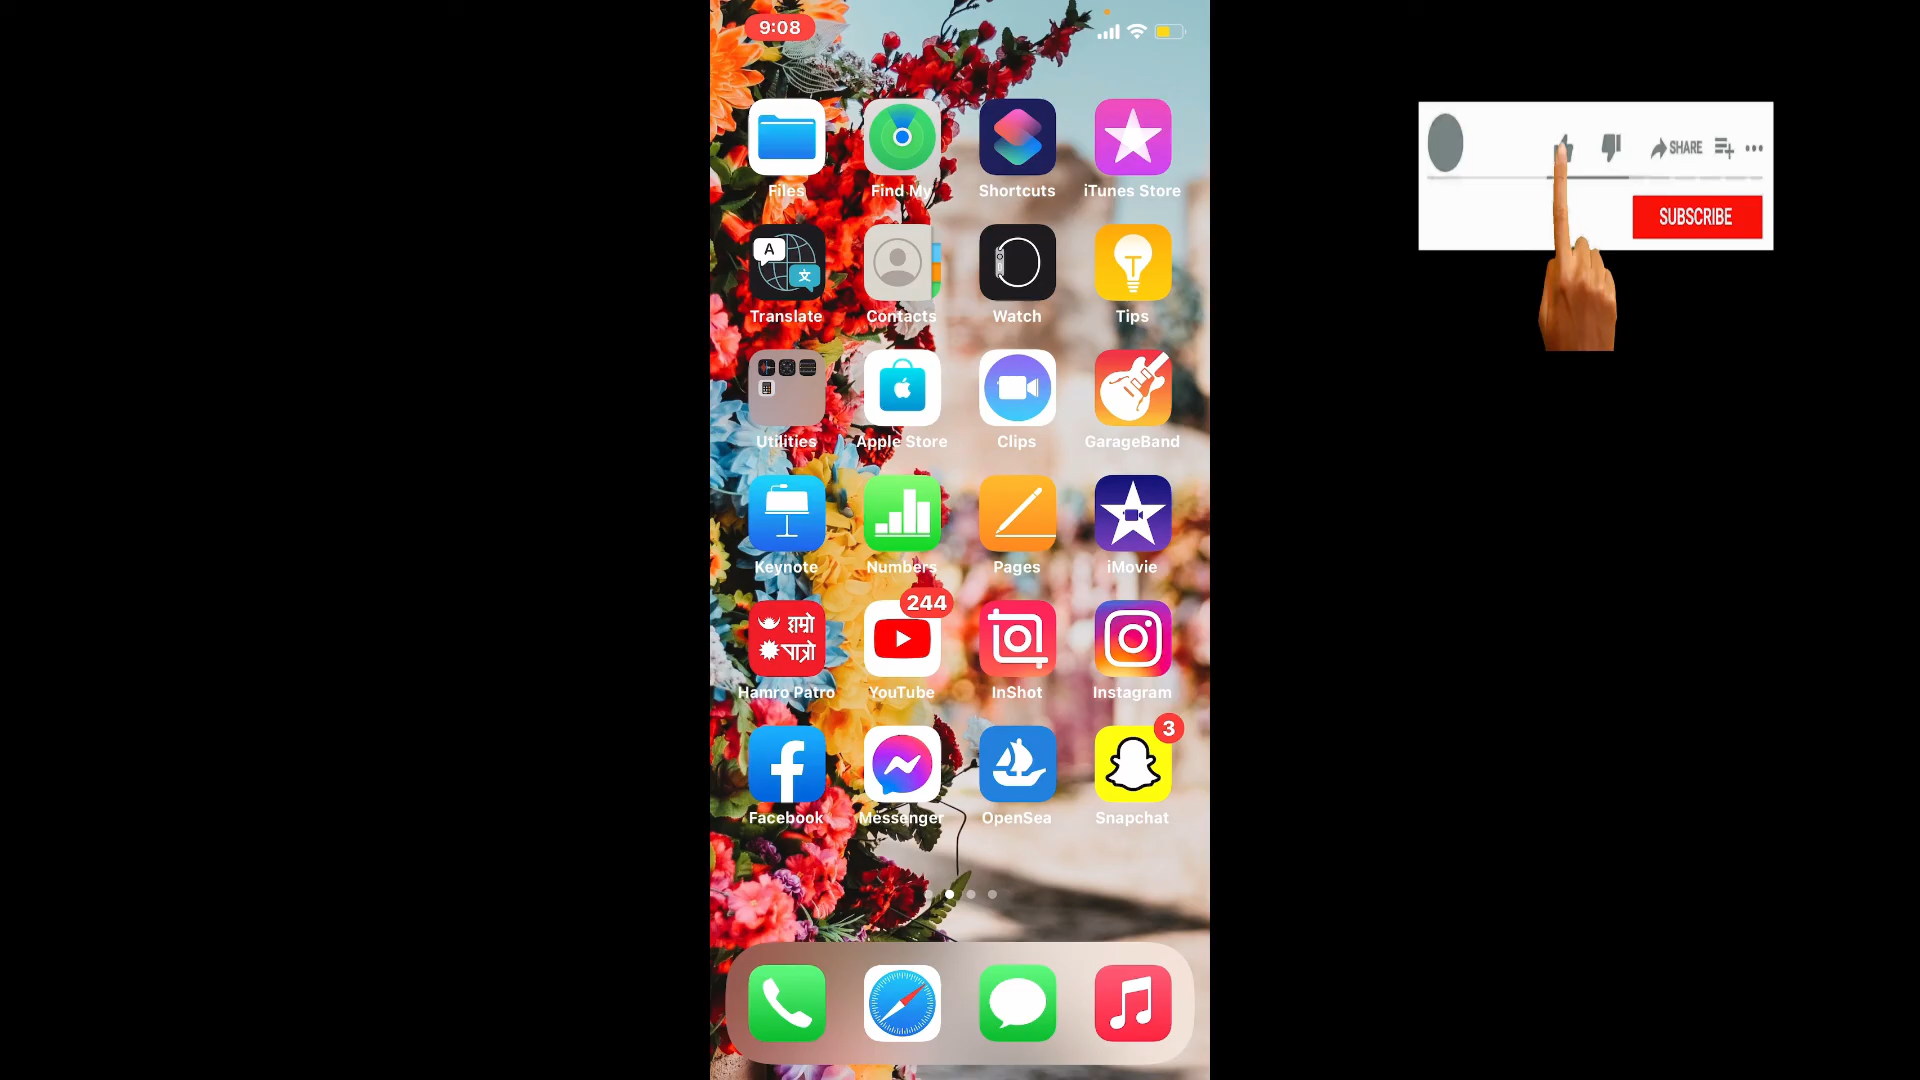 9:08
SHARE
SUBSCRIBE
Files Find My Shortcuts iTunes Store
A 文
T
Translate Contacts Watch Tips
Utilities Apple Store Clips GarageBand
Keynote Numbers Pages iMovie
244
हाम्रो
पात्रो
Hamro Patro YouTube InShot Instagram
3
Facebook Messenger OpenSea Snapchat